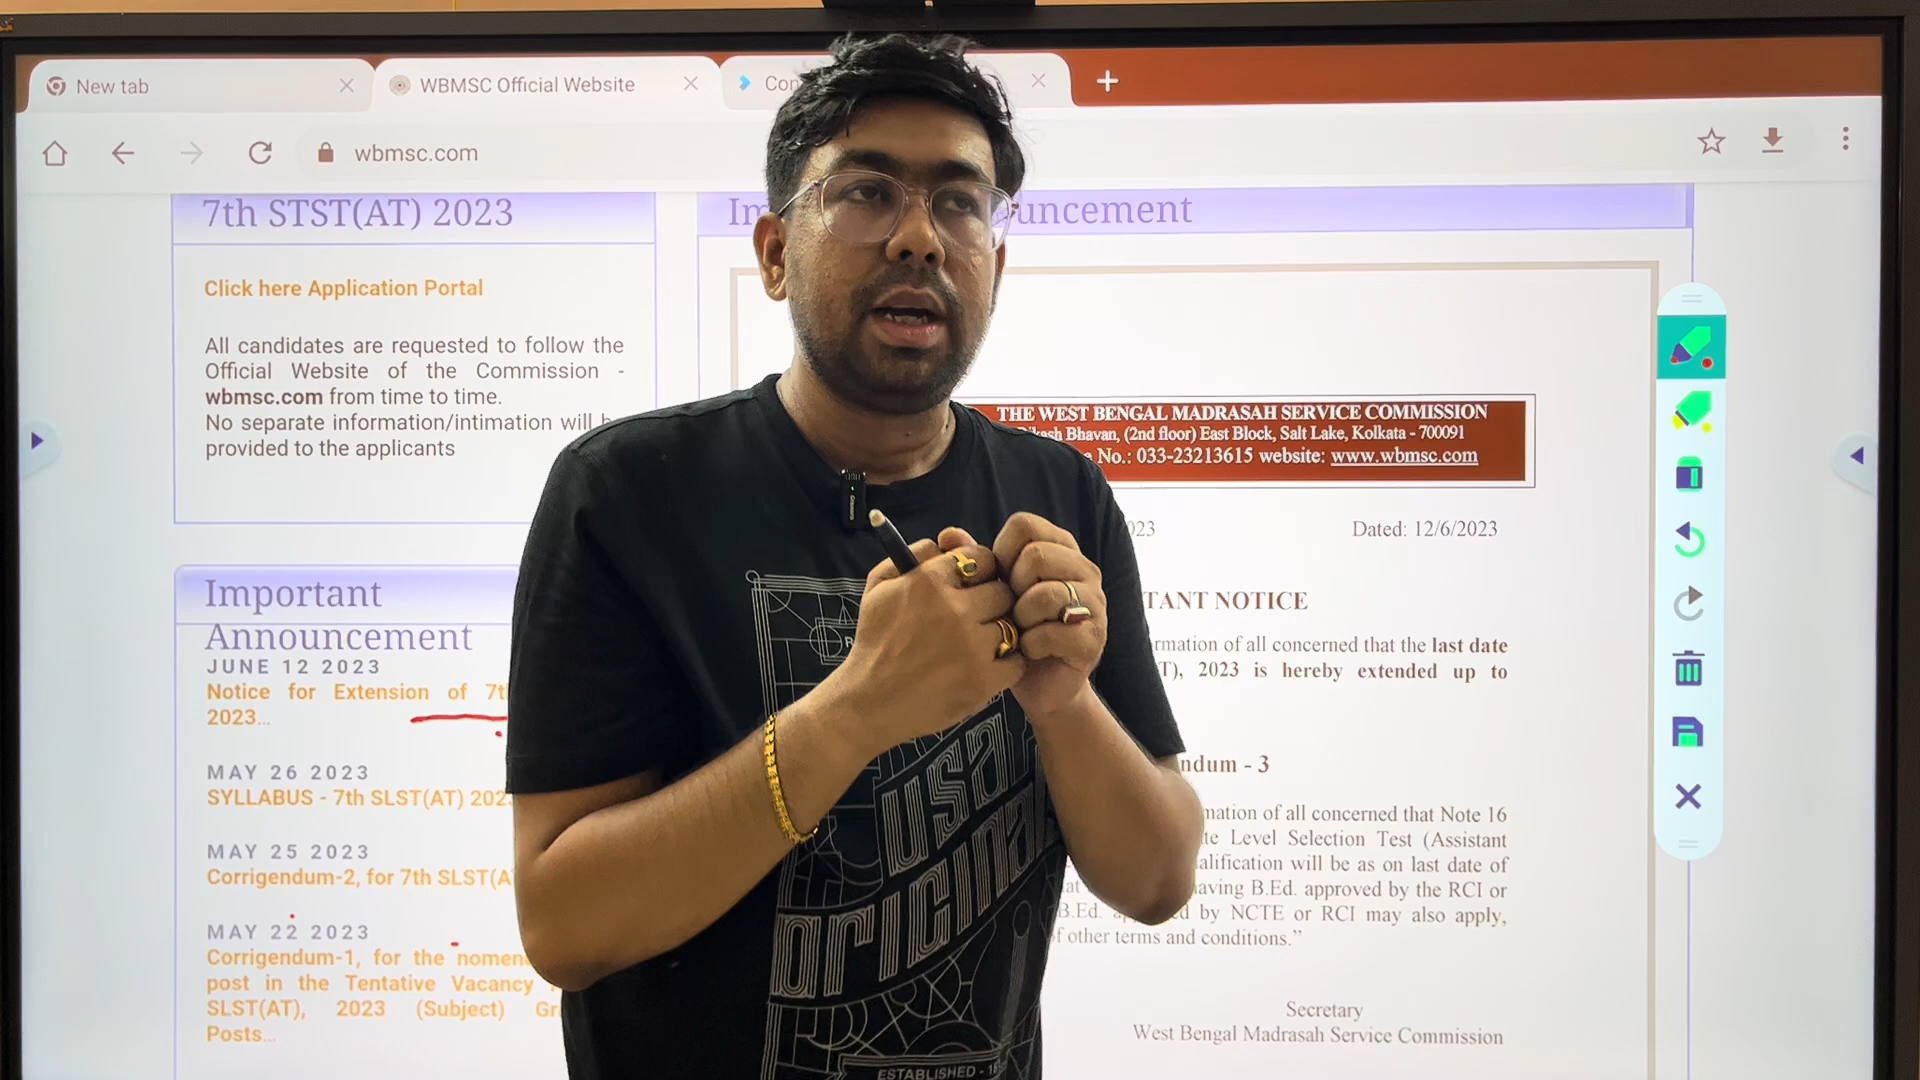 New tab
WBMSC Official Website
Con
wbmsc.com
7th STST(AT) 2023
Click here Application Portal
All candidates are requested to follow the
Official Website of the Commission -
wbmsc.com from time to time.
No separate information/intimation will
provided to the applicants
Important
Announcement
JUNE 12 2023
Notice for Extension of 7t
2023...
MAY 26 2023
SYLLABUS - 7th SLST(AT) 202
MAY 25 2023
Corrigendum-2, for 7th SLST(A
MAY 22 2023
Corrigendum-1, for the nomen
post in the Tentative Vacancy
SLST(AT), 2023 (Subject) Gr
Posts...
Im uncement
THE WEST BENGAL MADRASAH SERVICE COMMISSION
Bhavan, (2nd floor) East Block, Salt Lake, Kolkata - 700091
No.: 033-23213615 website: www.wbmsc.com
023 Dated: 12/6/2023
TANT NOTICE
rmation of all concerned that the last date
T), 2023 is hereby extended up to
ndum - 3
mation of all concerned that Note 16
te Level Selection Test (Assistant
alification will be as on last date of
aving B.Ed. approved by the RCI or
B.Ed. by NCTE or RCI may also apply,
f other terms and conditions.”
Secretary
West Bengal Madrasah Service Commission
USA
ORIGINAL
ESTABLISHED - 1